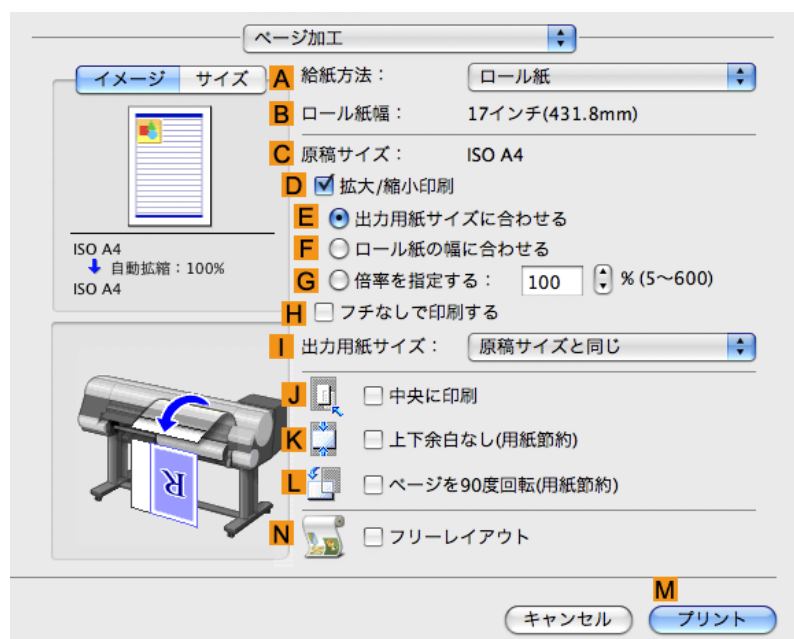 ページ加工
イメージ サイズ
A 給紙方法： ロール紙
B ロール紙幅： 17インチ(431.8mm)
C 原稿サイズ： ISO A4
D 拡大/縮小印刷
E 出力用紙サイズに合わせる
F ロール紙の幅に合わせる
G 倍率を指定する： 100 % (5～600)
H フチなしで印刷する
I 出力用紙サイズ： 原稿サイズと同じ
ISO A4
自動拡縮：100%
ISO A4
J 中央に印刷
K 上下余白なし(用紙節約)
L ページを90度回転(用紙節約)
N フリーレイアウト
R
M
キャンセル プリント